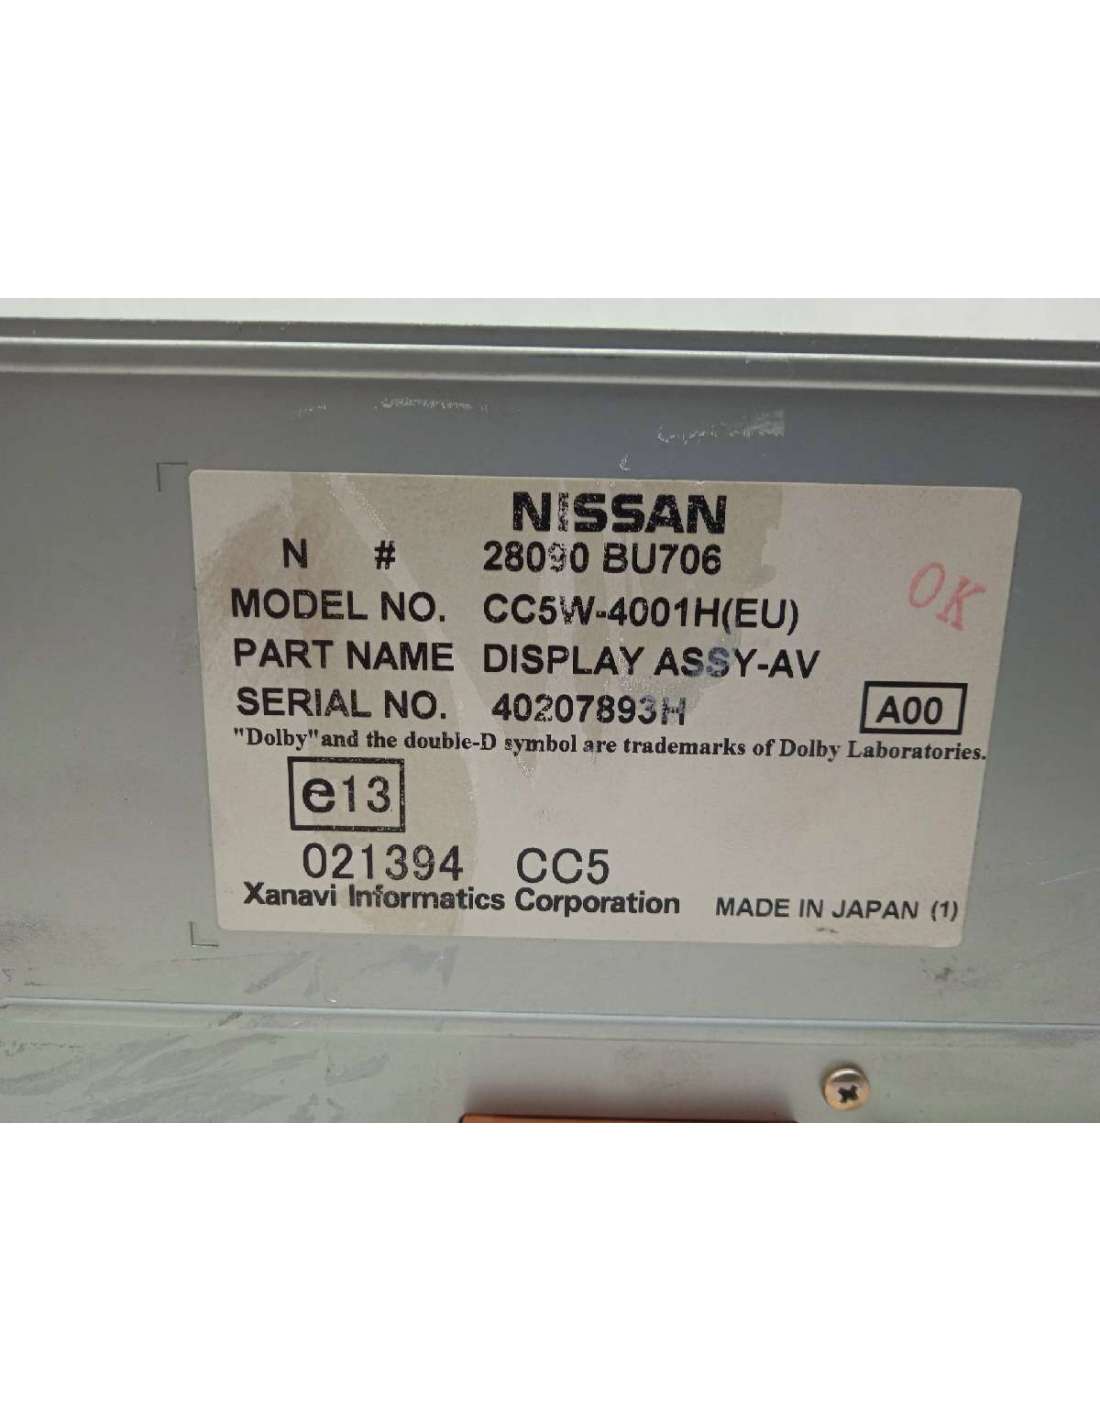 NISSAN
N # 28090 BU706
MODEL NO. CC5W-4001H(EU)
PART NAME DISPLAY ASSY-AV
SERIAL NO. 40207893H
A00
OK
"Dolby"and the double-D symbol are trademarks of Dolby Laboratories.
e13
021394 CC5
Xanavi Informatics Corporation MADE IN JAPAN (1)